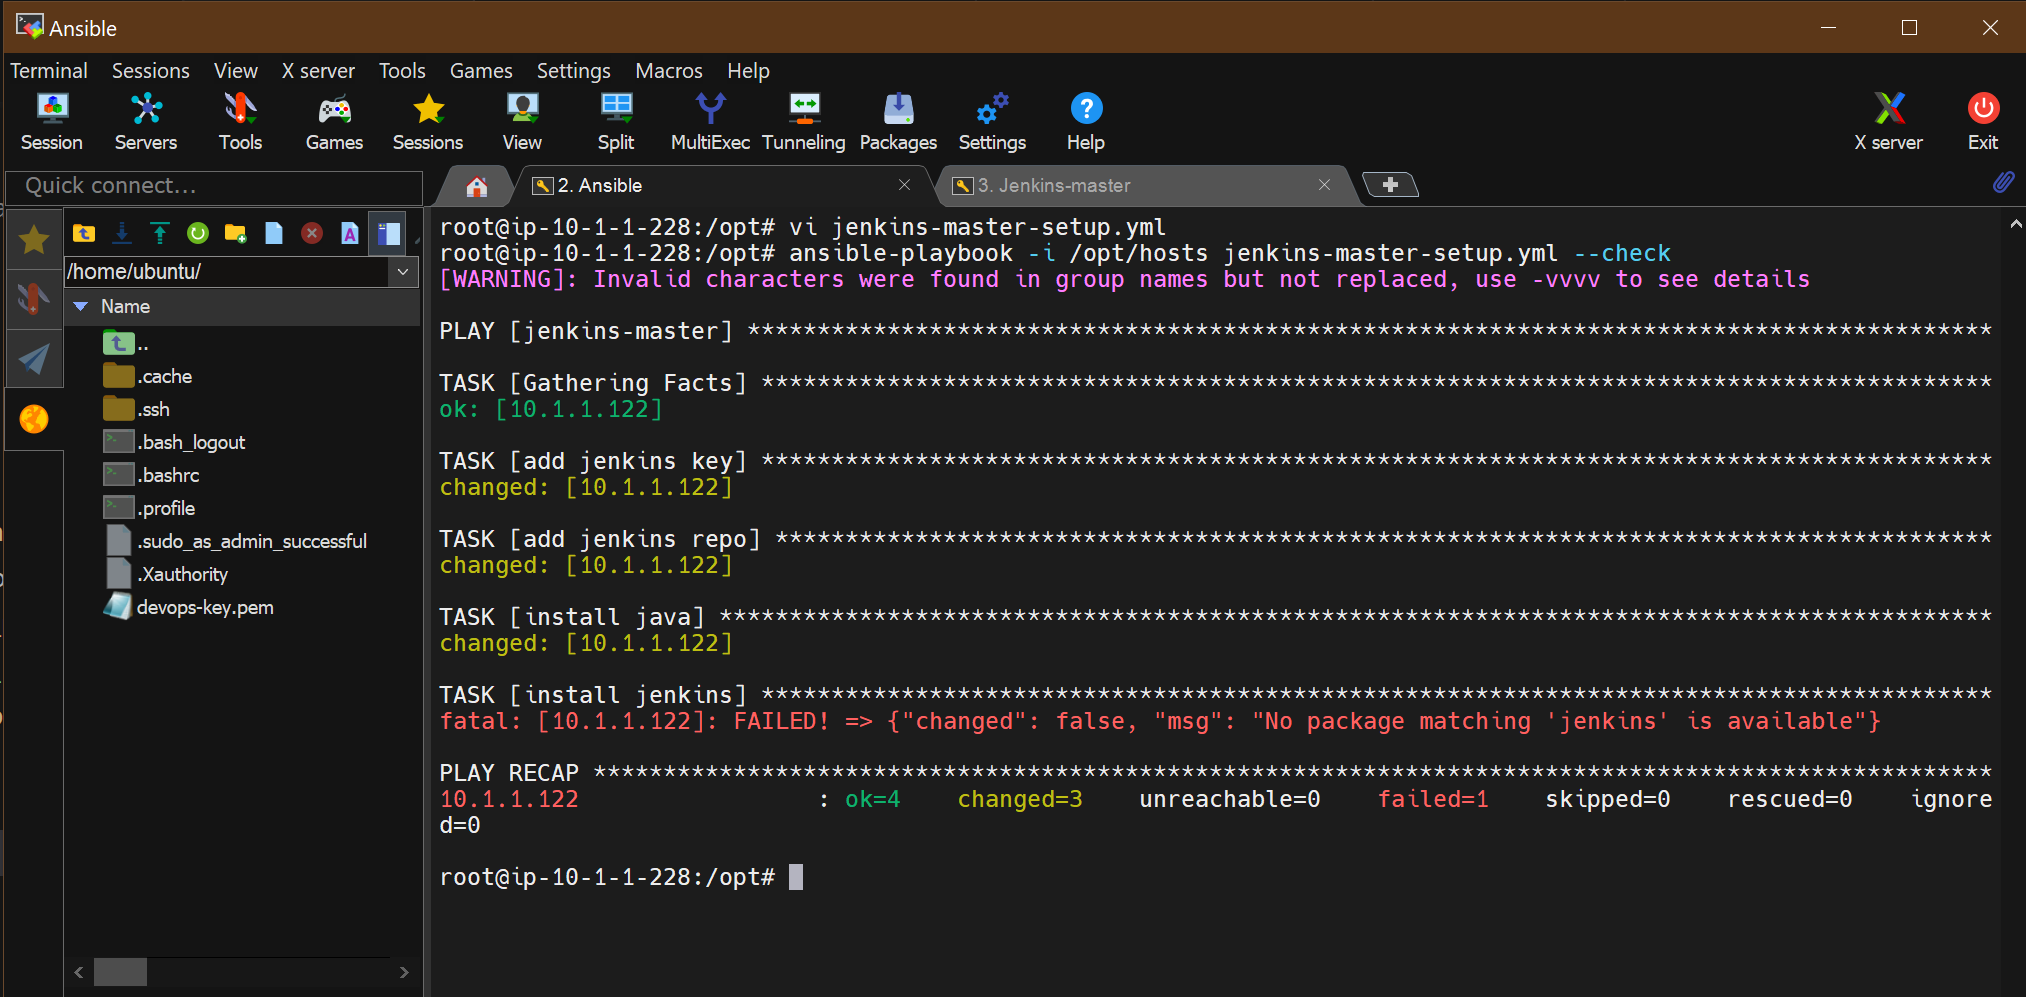 Ansible
Terminal Sessions View X server Tools Games Settings Macros Help
Session Servers Tools Games Sessions View Split MultiExec Tunneling Packages Settings Help X server Exit
Quick connect...
2. Ansible
3. Jenkins-master
/home/ubuntu/
Name
..
.cache
.ssh
.bash_logout
.bashrc
.profile
.sudo_as_admin_successful
.Xauthority
devops-key.pem
root@ip-10-1-1-228:/opt# vi jenkins-master-setup.yml
root@ip-10-1-1-228:/opt# ansible-playbook -i /opt/hosts jenkins-master-setup.yml --check
[WARNING]: Invalid characters were found in group names but not replaced, use -vvvv to see details
PLAY [jenkins-master] *****************************************************************************************
TASK [Gathering Facts] ****************************************************************************************
ok: [10.1.1.122]
TASK [add jenkins key] ****************************************************************************************
changed: [10.1.1.122]
TASK [add jenkins repo] ***************************************************************************************
changed: [10.1.1.122]
TASK [install java] *******************************************************************************************
changed: [10.1.1.122]
TASK [install jenkins] ****************************************************************************************
fatal: [10.1.1.122]: FAILED! => {"changed": false, "msg": "No package matching 'jenkins' is available"}
PLAY RECAP ****************************************************************************************************
10.1.1.122                 : ok=4    changed=3    unreachable=0    failed=1    skipped=0    rescued=0    ignore
d=0
root@ip-10-1-1-228:/opt#